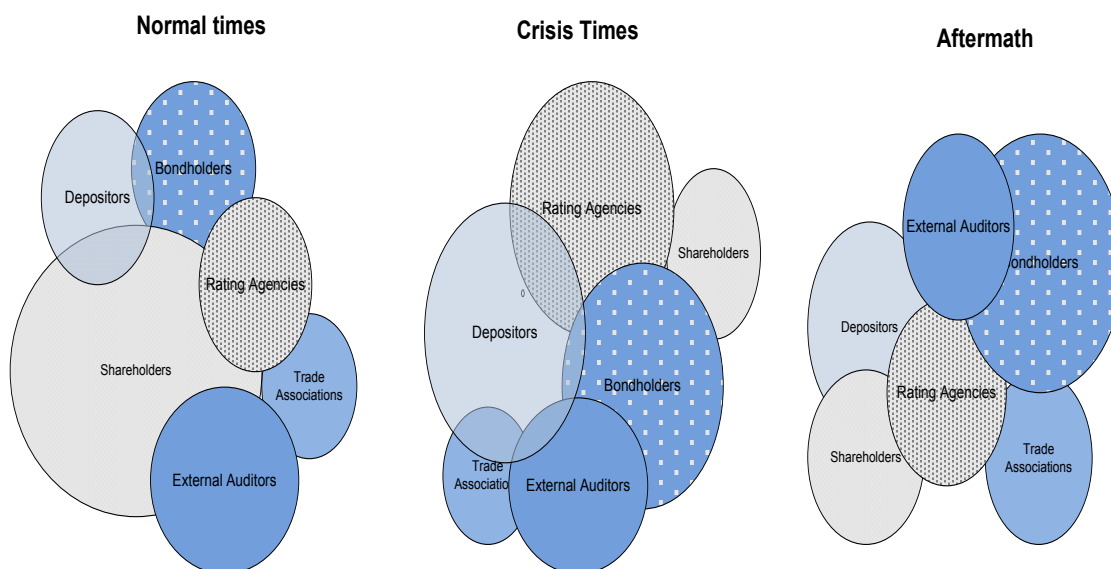 Normal times
Depositors
Bondholders
Rating Agencies
Shareholders
Trade
Associations
External Auditors
Crisis Times
Rating Agencies
Shareholders
Depositors
Bondholders
Trade
Associatio
External Auditors
Aftermath
External Auditors
ondholders
Depositors
Rating Agencies
Shareholders
Trade
Associations